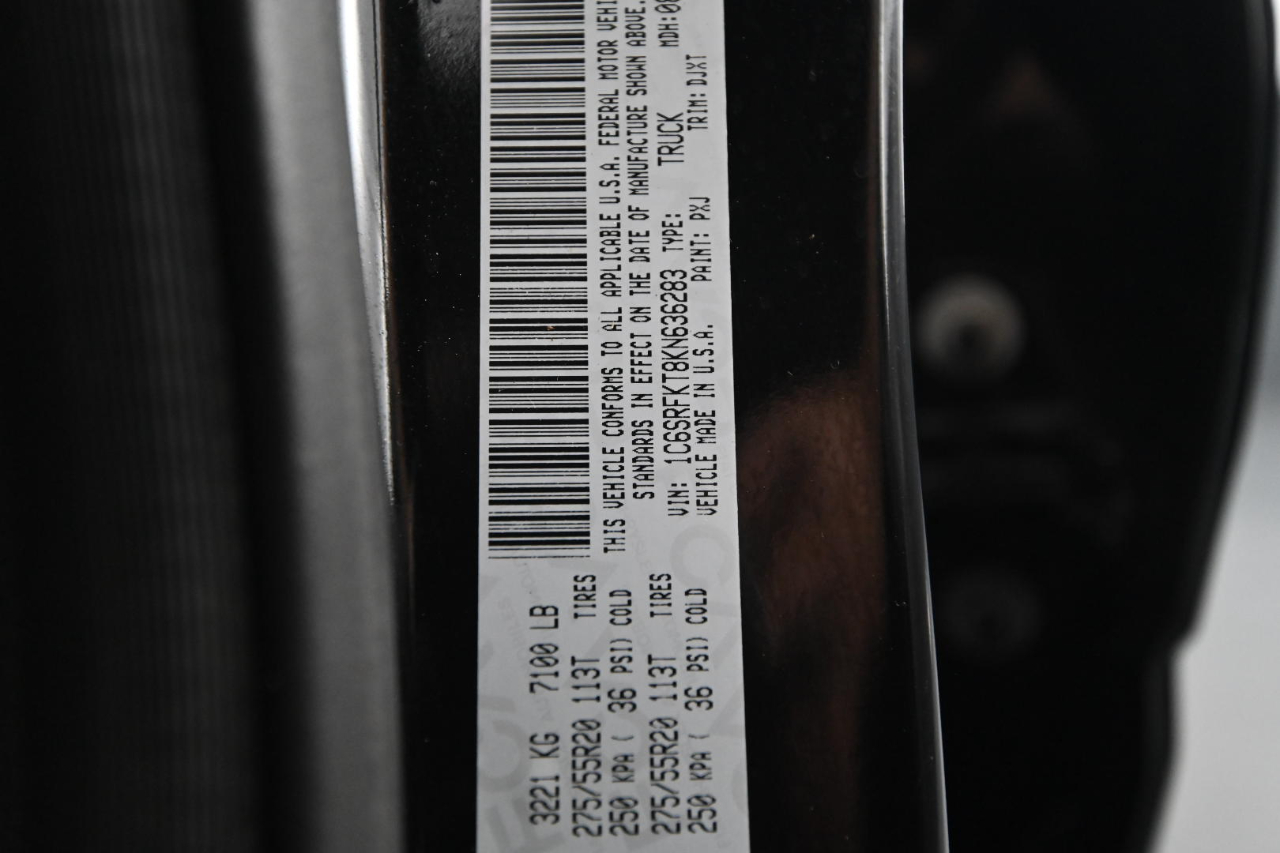 3221 KG 7100 LB
275/55R20 113T TIRES
250 KPA ( 36 PSI) COLD
275/55R20 113T TIRES
250 KPA ( 36 PSI) COLD
THIS VEHICLE CONFORMS TO ALL APPLICABLE U.S.A. FEDERAL MOTOR VEHI
STANDARDS IN EFFECT ON THE DATE OF MANUFACTURE SHOWN ABOVE.
VIN: 1C6SRFKT8KN636283 TYPE: TRUCK MDH:06
VEHICLE MADE IN U.S.A. PAINT: PXJ TRIM: DJXT